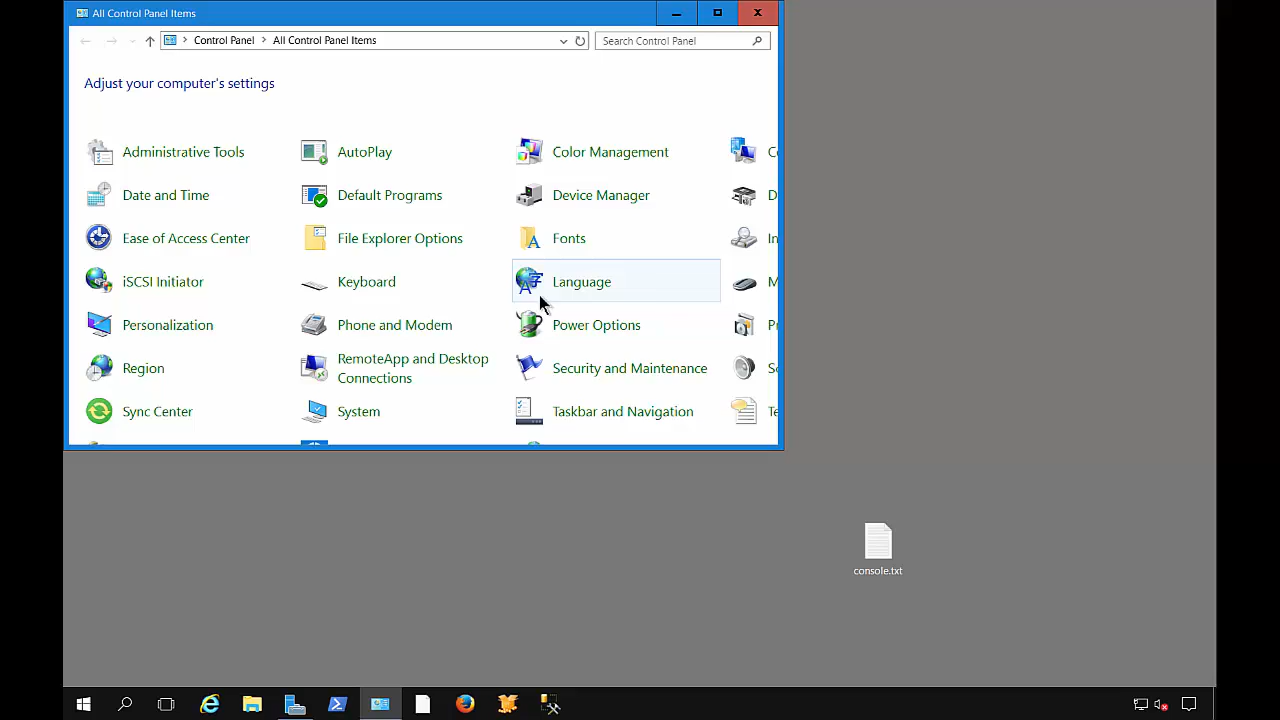 All Control Panel Items
Control Panel > All Control Panel Items
Search Control Panel
Adjust your computer's settings
Administrative Tools
AutoPlay
Color Management
Date and Time
Default Programs
Device Manager
Ease of Access Center
File Explorer Options
Fonts
In
iSCSI Initiator
Keyboard
Language
Personalization
Phone and Modem
Power Options
Region
RemoteApp and Desktop
Connections
Security and Maintenance
Sync Center
System
Taskbar and Navigation
console.txt